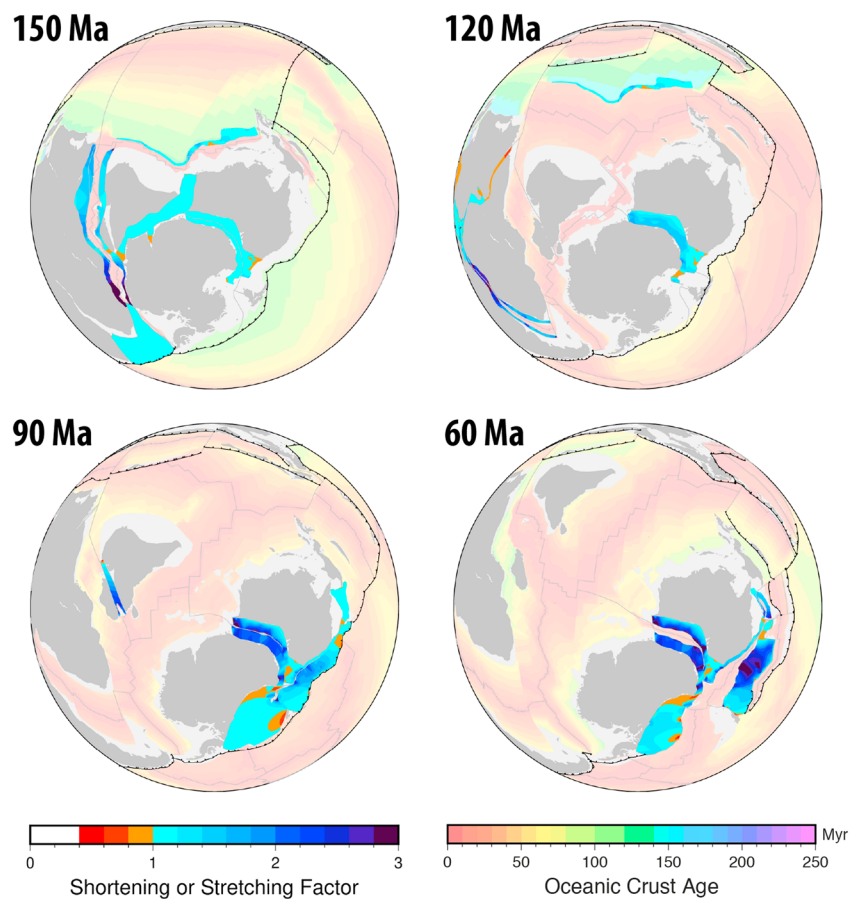 150 Ma
120 Ma
90 Ma
60 Ma
0 1 2 3
Shortening or Stretching Factor
0 50 100 150 200 250 Myr
Oceanic Crust Age